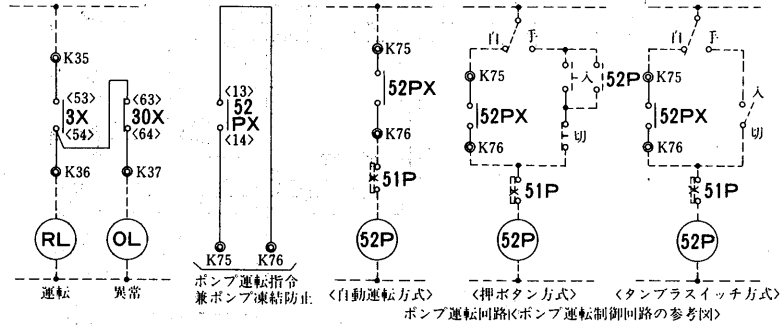 K35
<53>
3X
<54>
K36
RL
運転
<63>
30X
<64>
K37
OL
異常
<13>
52
PX
<14>
K75
K76
ポンプ運転指令
兼ポンプ凍結防止
K75
52PX
K76
51P
52P
<自動運転方式>
自 手
K75
52PX
K76
入
52P
切
51P
52P
<押ボタン方式>
自 手
K75
52PX
K76
入
切
51P
52P
<タンブラスイッチ方式>
ポンプ運転回路<ポンプ運転制御回路の参考図>